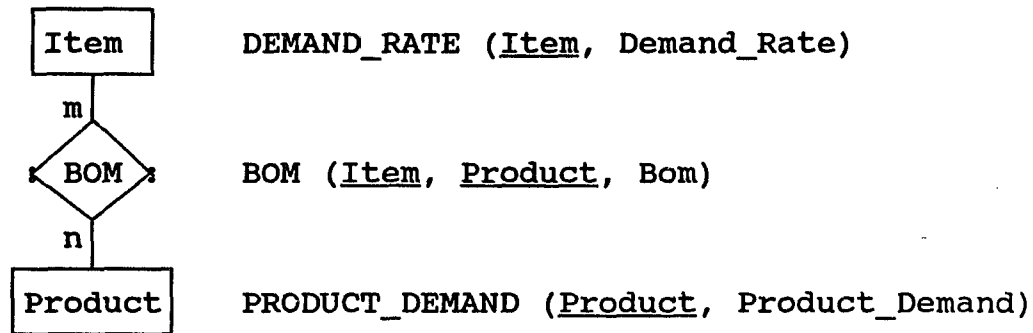 Item DEMAND_RATE (Item, Demand_Rate)
m
BOM BOM (Item, Product, Bom)
n
Product PRODUCT_DEMAND (Product, Product_Demand)